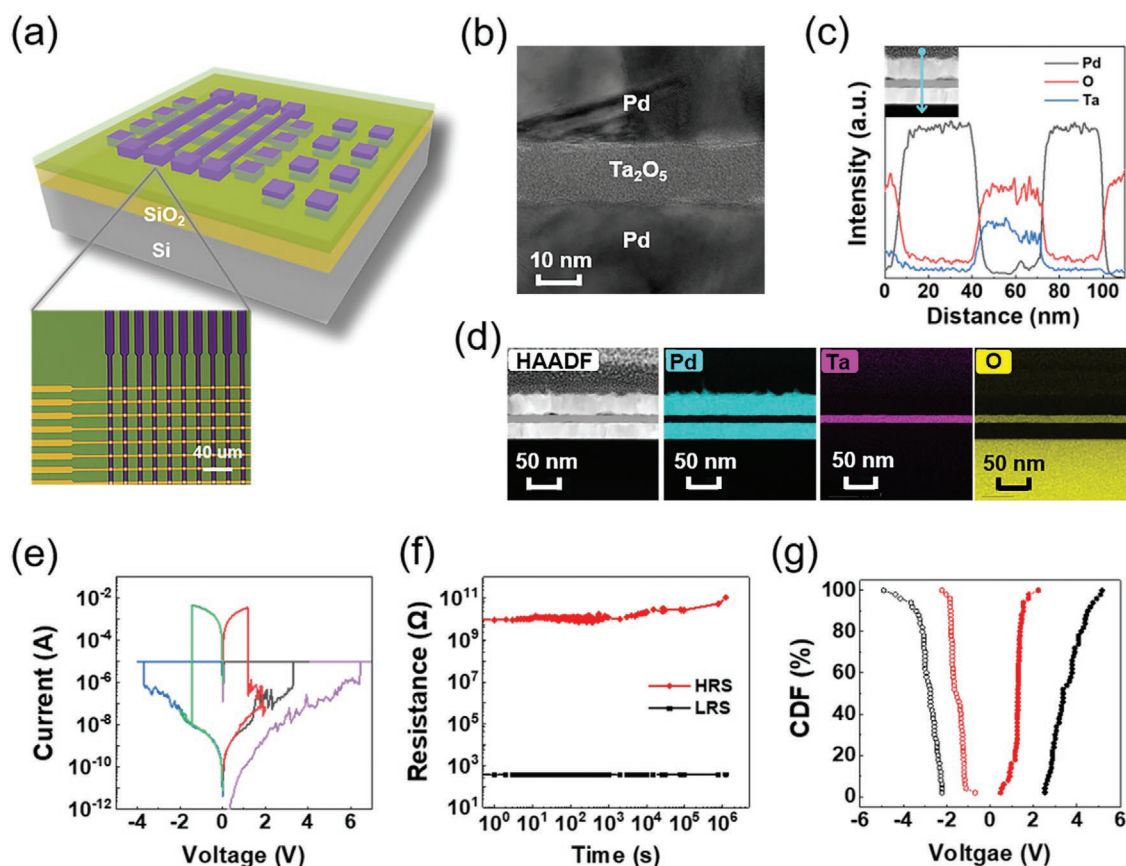 (a)
SiO₂
Si
40 um
(b)
Pd
Ta₂O₅
Pd
10 nm
(c)
Intensity (a.u.)
Pd
O
Ta
0 20 40 60 80 100
Distance (nm)
(d)
HAADF
Pd
Ta
O
50 nm
50 nm
50 nm
50 nm
(e)
Current (A)
10⁻²
10⁻⁴
10⁻⁶
10⁻⁸
10⁻¹⁰
10⁻¹²
-4 -2 0 2 4 6
Voltage (V)
(f)
Resistance (Ω)
10¹¹
10⁹
10⁷
10⁵
10³
10¹
HRS
LRS
10⁰ 10¹ 10² 10³ 10⁴ 10⁵ 10⁶
Time (s)
(g)
CDF (%)
100
80
60
40
20
0
-6 -4 -2 0 2 4 6
Voltgae (V)